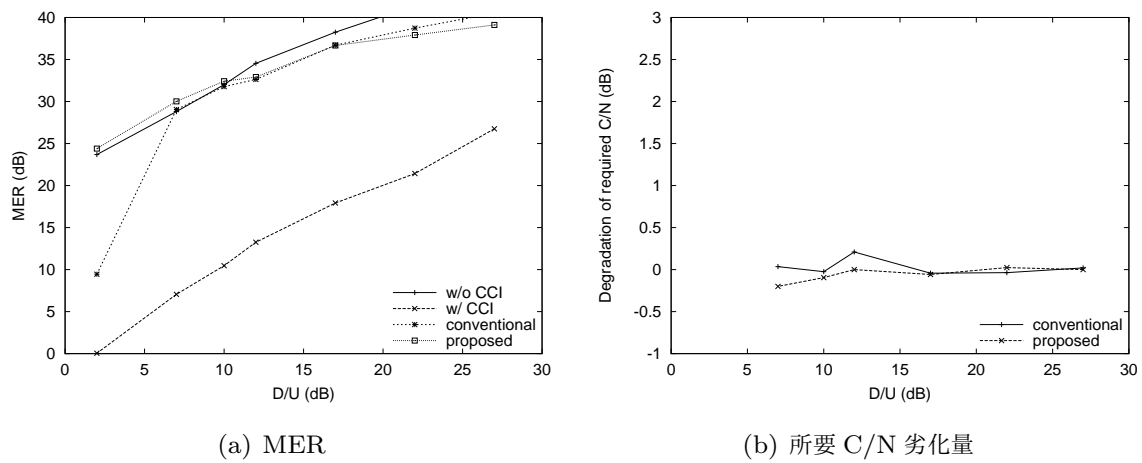 40
35
30
25
20
15
10
5
0
MER (dB)
0 5 10 15 20 25 30
D/U (dB)
w/o CCI
w/ CCI
conventional
proposed
(a) MER
3
2.5
2
1.5
1
0.5
0
-0.5
-1
Degradation of required C/N (dB)
0 5 10 15 20 25 30
D/U (dB)
conventional
proposed
(b) 所要 C/N 劣化量